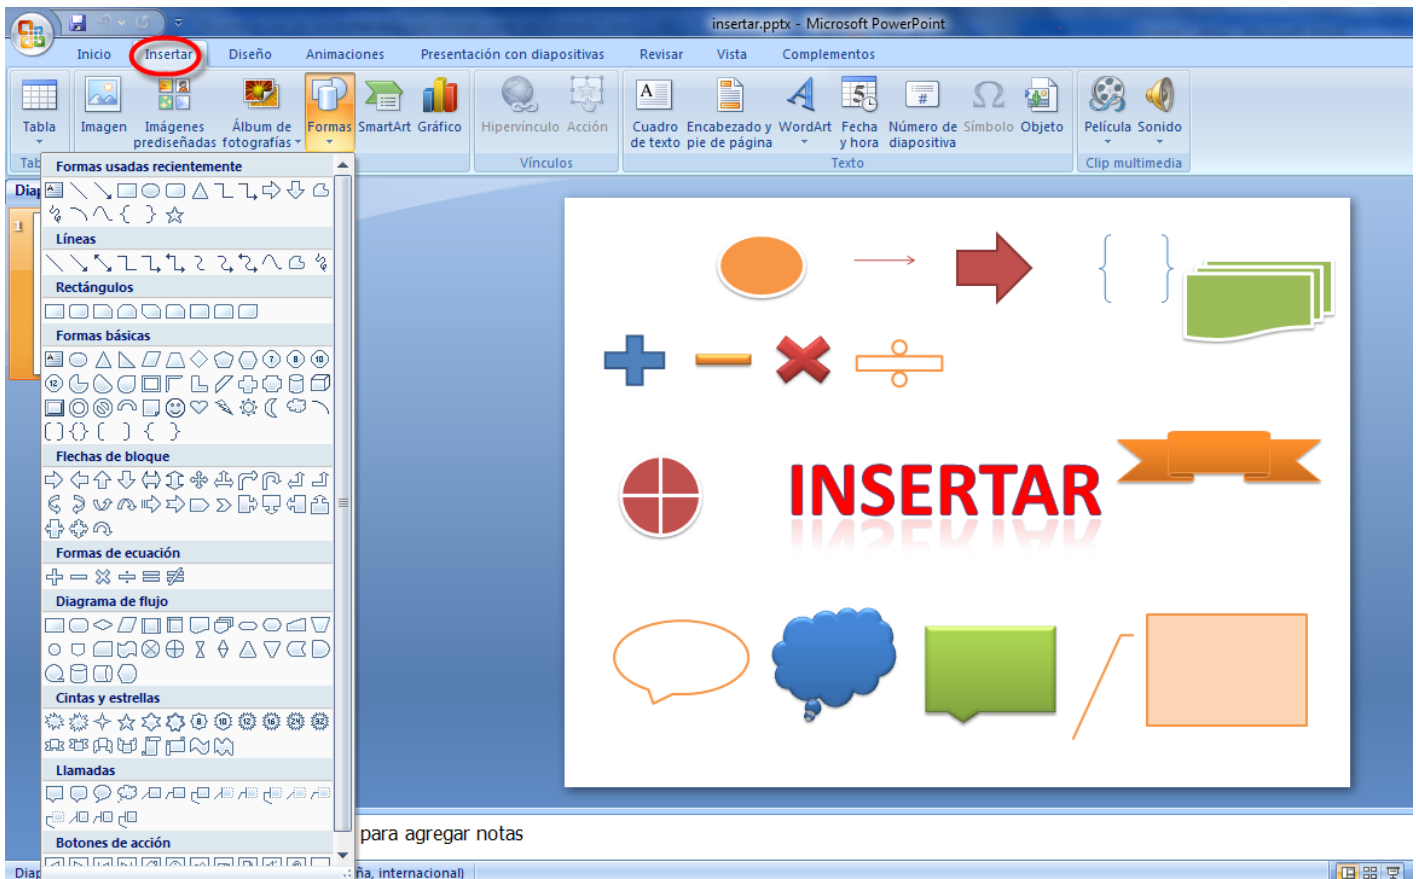 insertar.pptx - Microsoft PowerPoint
Inicio Insertar Diseño Animaciones Presentación con diapositivas Revisar Vista Complementos
Tabla Imagen Imágenes prediseñadas Álbum de fotografías Formas SmartArt Gráfico Hipervínculo Acción Cuadro de texto Encabezado y pie de página WordArt Fecha y hora Número de diapositiva Símbolo Objeto Película Sonido
Vínculos Texto Clip multimedia
Formas usadas recientemente
1
Líneas
Rectángulos
Formas básicas
Flechas de bloque
Formas de ecuación
Diagrama de flujo
Cintas y estrellas
Llamadas
Botones de acción
INSERTAR
para agregar notas
internacional)